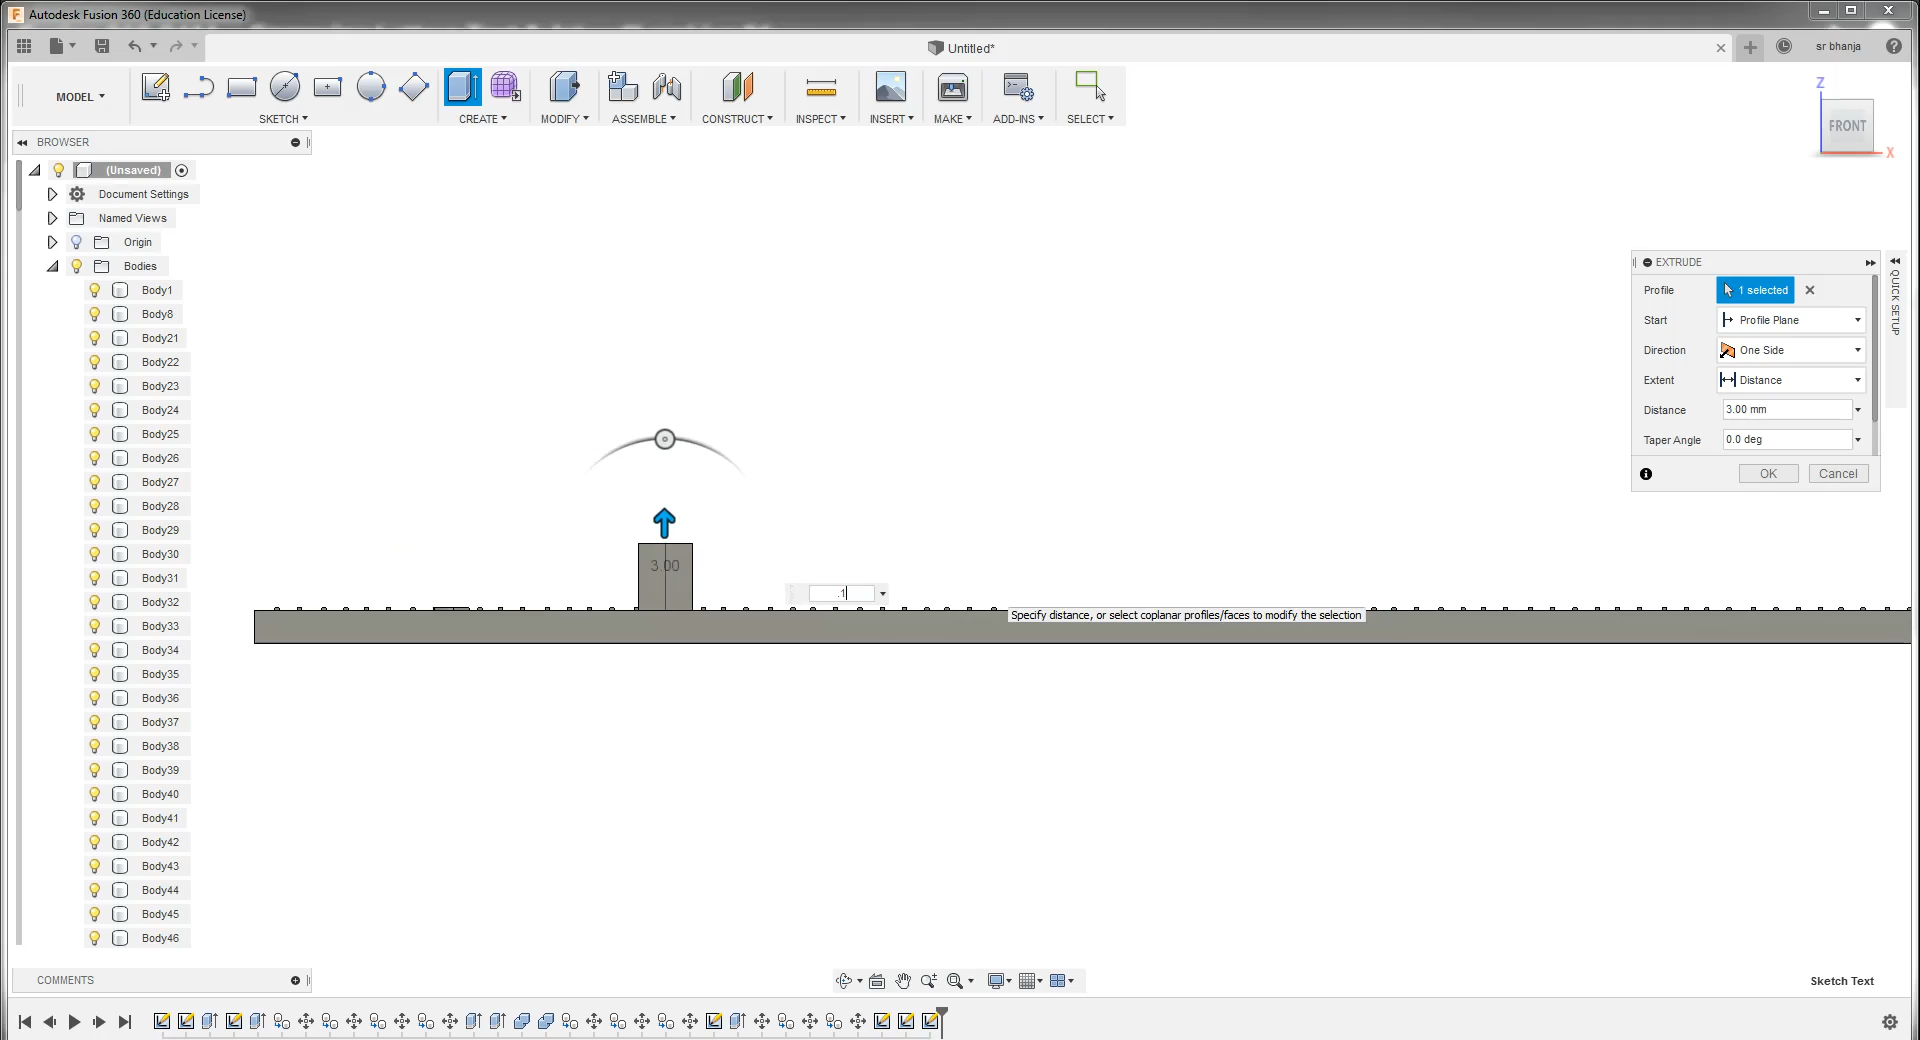 Autodesk Fusion 360 (Education License)
Untitled*
sr bhanja
MODEL
SKETCH
CREATE
MODIFY
ASSEMBLE
CONSTRUCT
INSPECT
INSERT
MAKE
ADD-INS
SELECT
Z
FRONT
X
BROWSER
(Unsaved)
Document Settings
Named Views
Origin
Bodies
Body1
Body8
Body21
Body22
Body23
Body24
Body25
Body26
Body27
Body28
Body29
Body30
Body31
Body32
Body33
Body34
Body35
Body36
Body37
Body38
Body39
Body40
Body41
Body42
Body43
Body44
Body45
Body46
3.00
.1
Specify distance, or select coplanar profiles/faces to modify the selection
EXTRUDE
Profile 1 selected
Start Profile Plane
Direction One Side
Extent Distance
Distance 3.00 mm
Taper Angle 0.0 deg
OK Cancel
QUICK SETUP
COMMENTS
Sketch Text